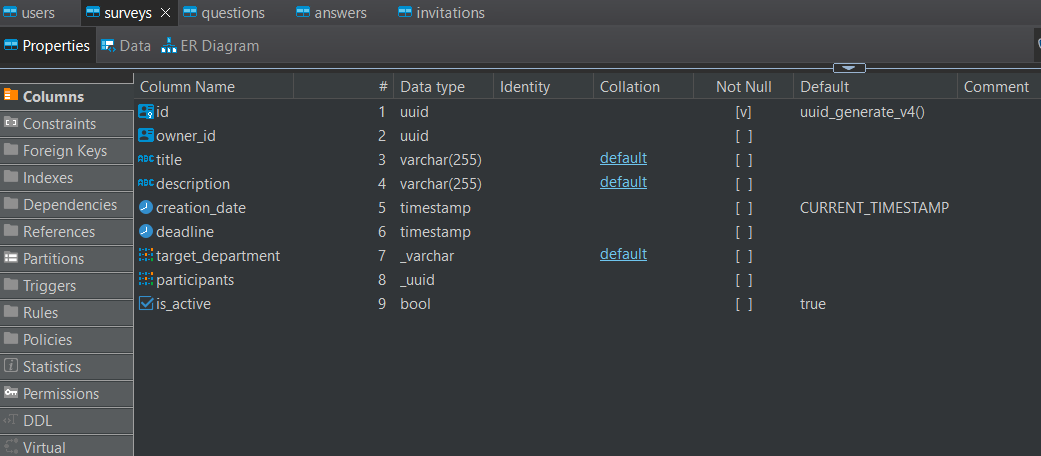 users surveys questions answers invitations
Properties Data ER Diagram
Column Name # Data type Identity Collation Not Null Default Comment
Columns
Constraints
Foreign Keys
Indexes
Dependencies
References
Partitions
Triggers
Rules
Policies
Statistics
Permissions
DDL
Virtual
id 1 uuid [v] uuid_generate_v4()
owner_id 2 uuid [ ]
ABC title 3 varchar(255) default [ ]
ABC description 4 varchar(255) default [ ]
creation_date 5 timestamp [ ] CURRENT_TIMESTAMP
deadline 6 timestamp [ ]
target_department 7 _varchar default [ ]
participants 8 _uuid [ ]
is_active 9 bool [ ] true